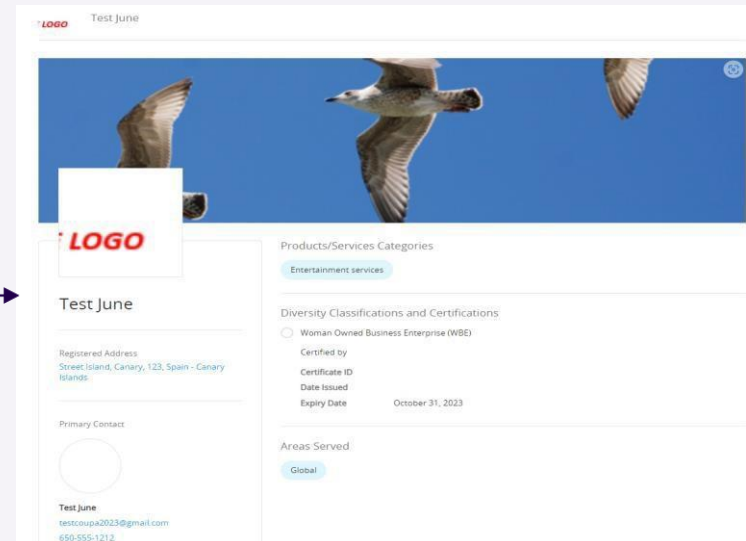 LOGO
Test June
LOGO
Test June
Registered Address
Street Island, Canary, 123, Spain - Canary
Islands
Primary Contact
Test June
testcoupa2023@gmail.com
650-555-1212
Products/Services Categories
Entertainment services
Diversity Classifications and Certifications
Woman Owned Business Enterprise (WBE)
Certified by
Certificate ID
Date Issued
Expiry Date October 31, 2023
Areas Served
Global